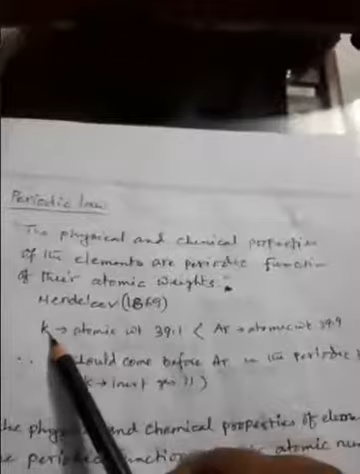 Periodic law
"The physical and chemical properties
of the elements are periodic function
of their atomic weights".
Mendeleev (1869)
K → atomic wt 39.1 < Ar → atomic wt 39.9
∴ should come before Ar in the periodic
K → Inert gas !! )
he physical and chemical properties of elem
periodic function atomic num